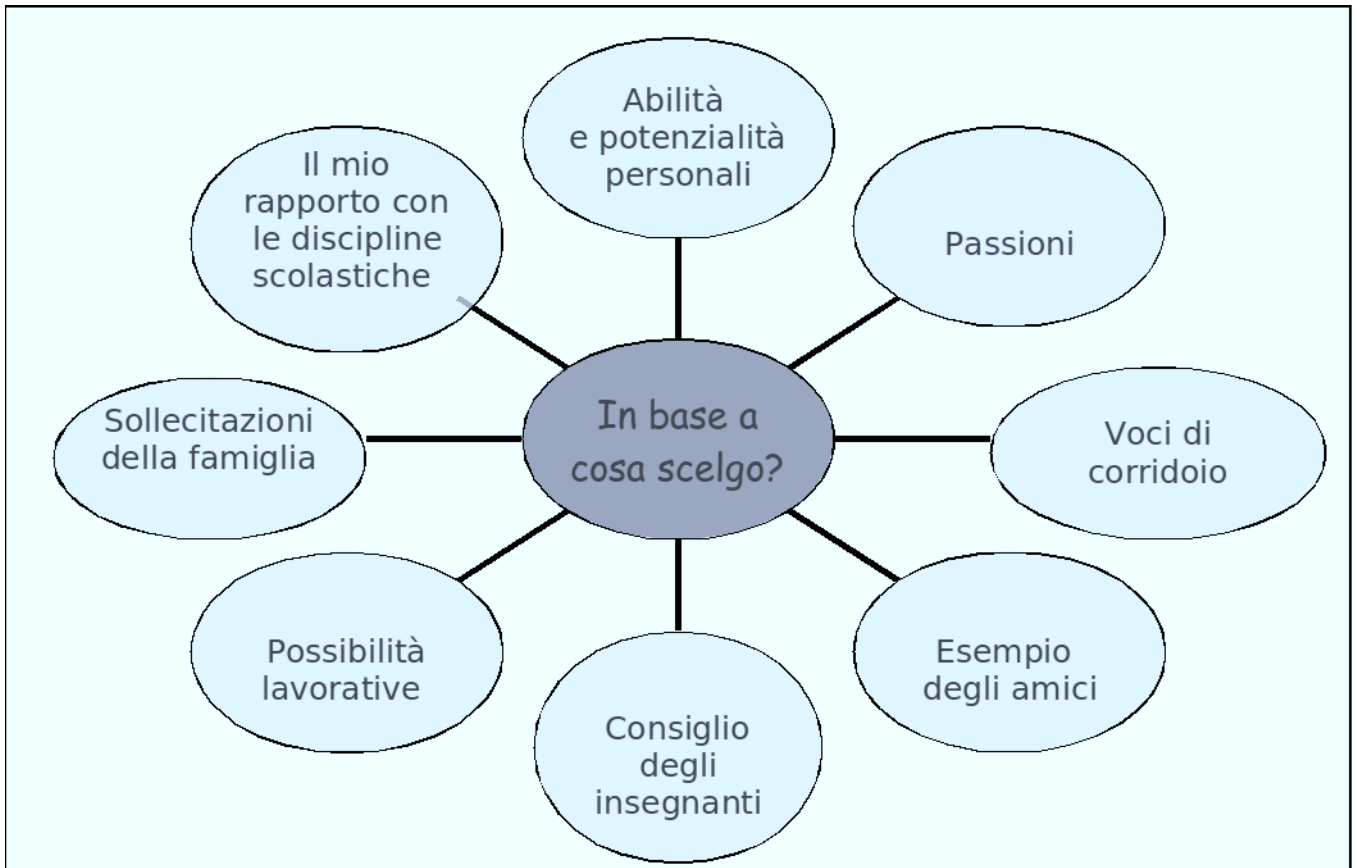 Abilità
e potenzialità
personali
Il mio
rapporto con
le discipline
scolastiche
Passioni
Sollecitazioni
della famiglia
In base a
cosa scelgo?
Voci di
corridoio
Possibilità
lavorative
Esempio
degli amici
Consiglio
degli
insegnanti